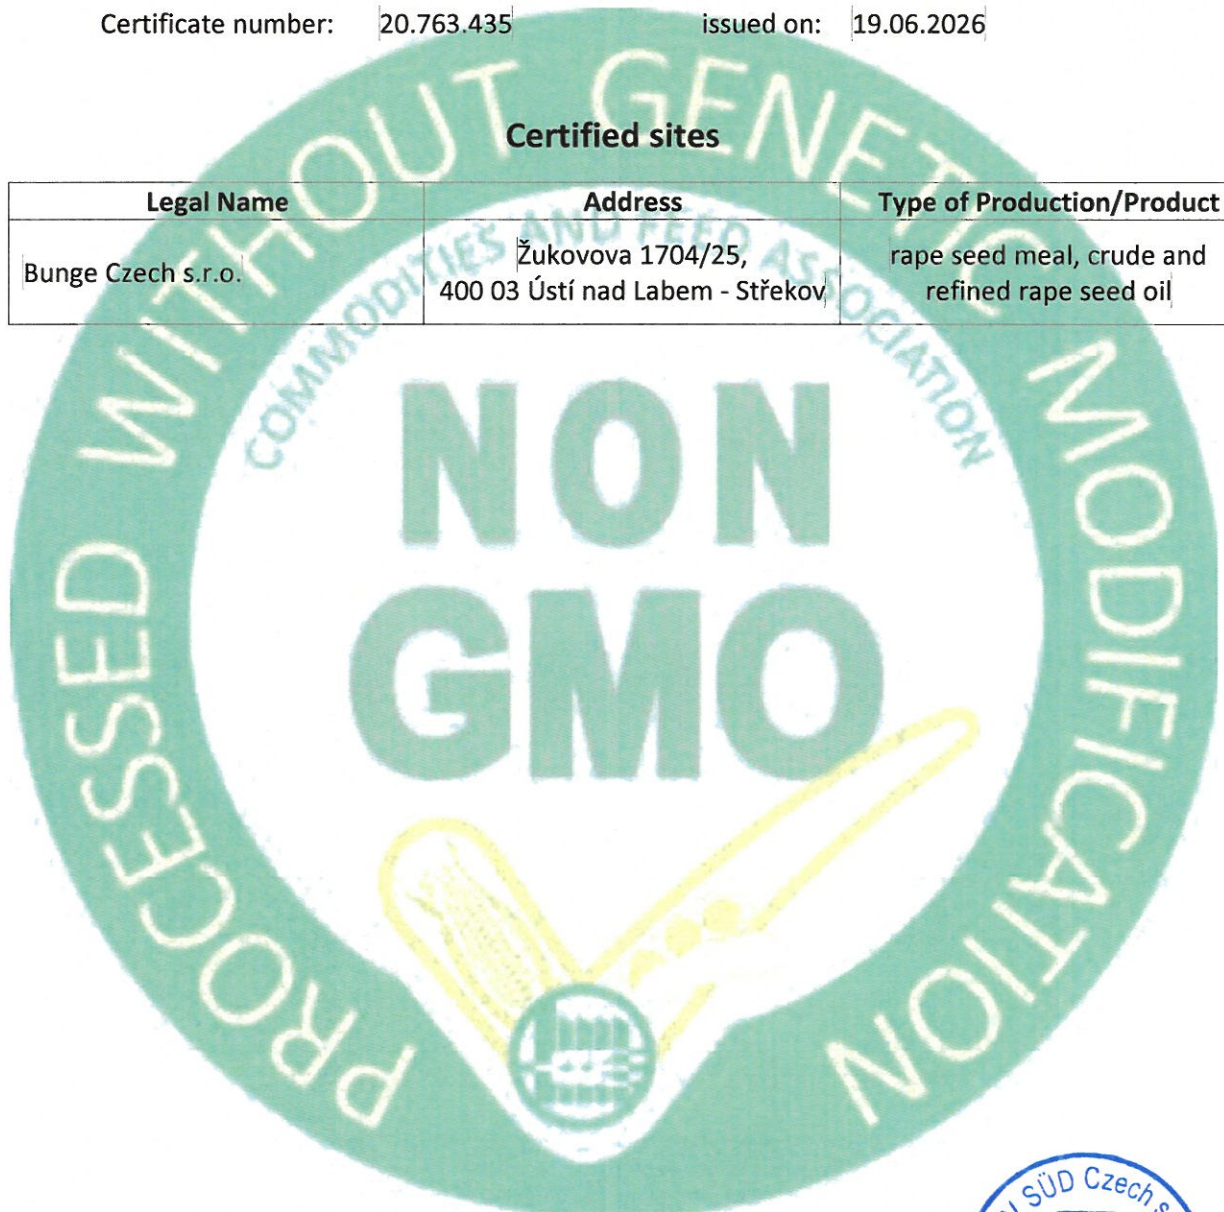 Certificate number: 20.763.435 issued on: 19.06.2026
Certified sites
Legal Name Address Type of Production/Product
Bunge Czech s.r.o. Žukovova 1704/25, rape seed meal, crude and
400 03 Ústí nad Labem - Střekov refined rape seed oil
PROCESSED WITHOUT GENETIC MODIFICATION
COMMODITIES AND FEED ASSOCIATION
NON
GMO
SÜD Czech